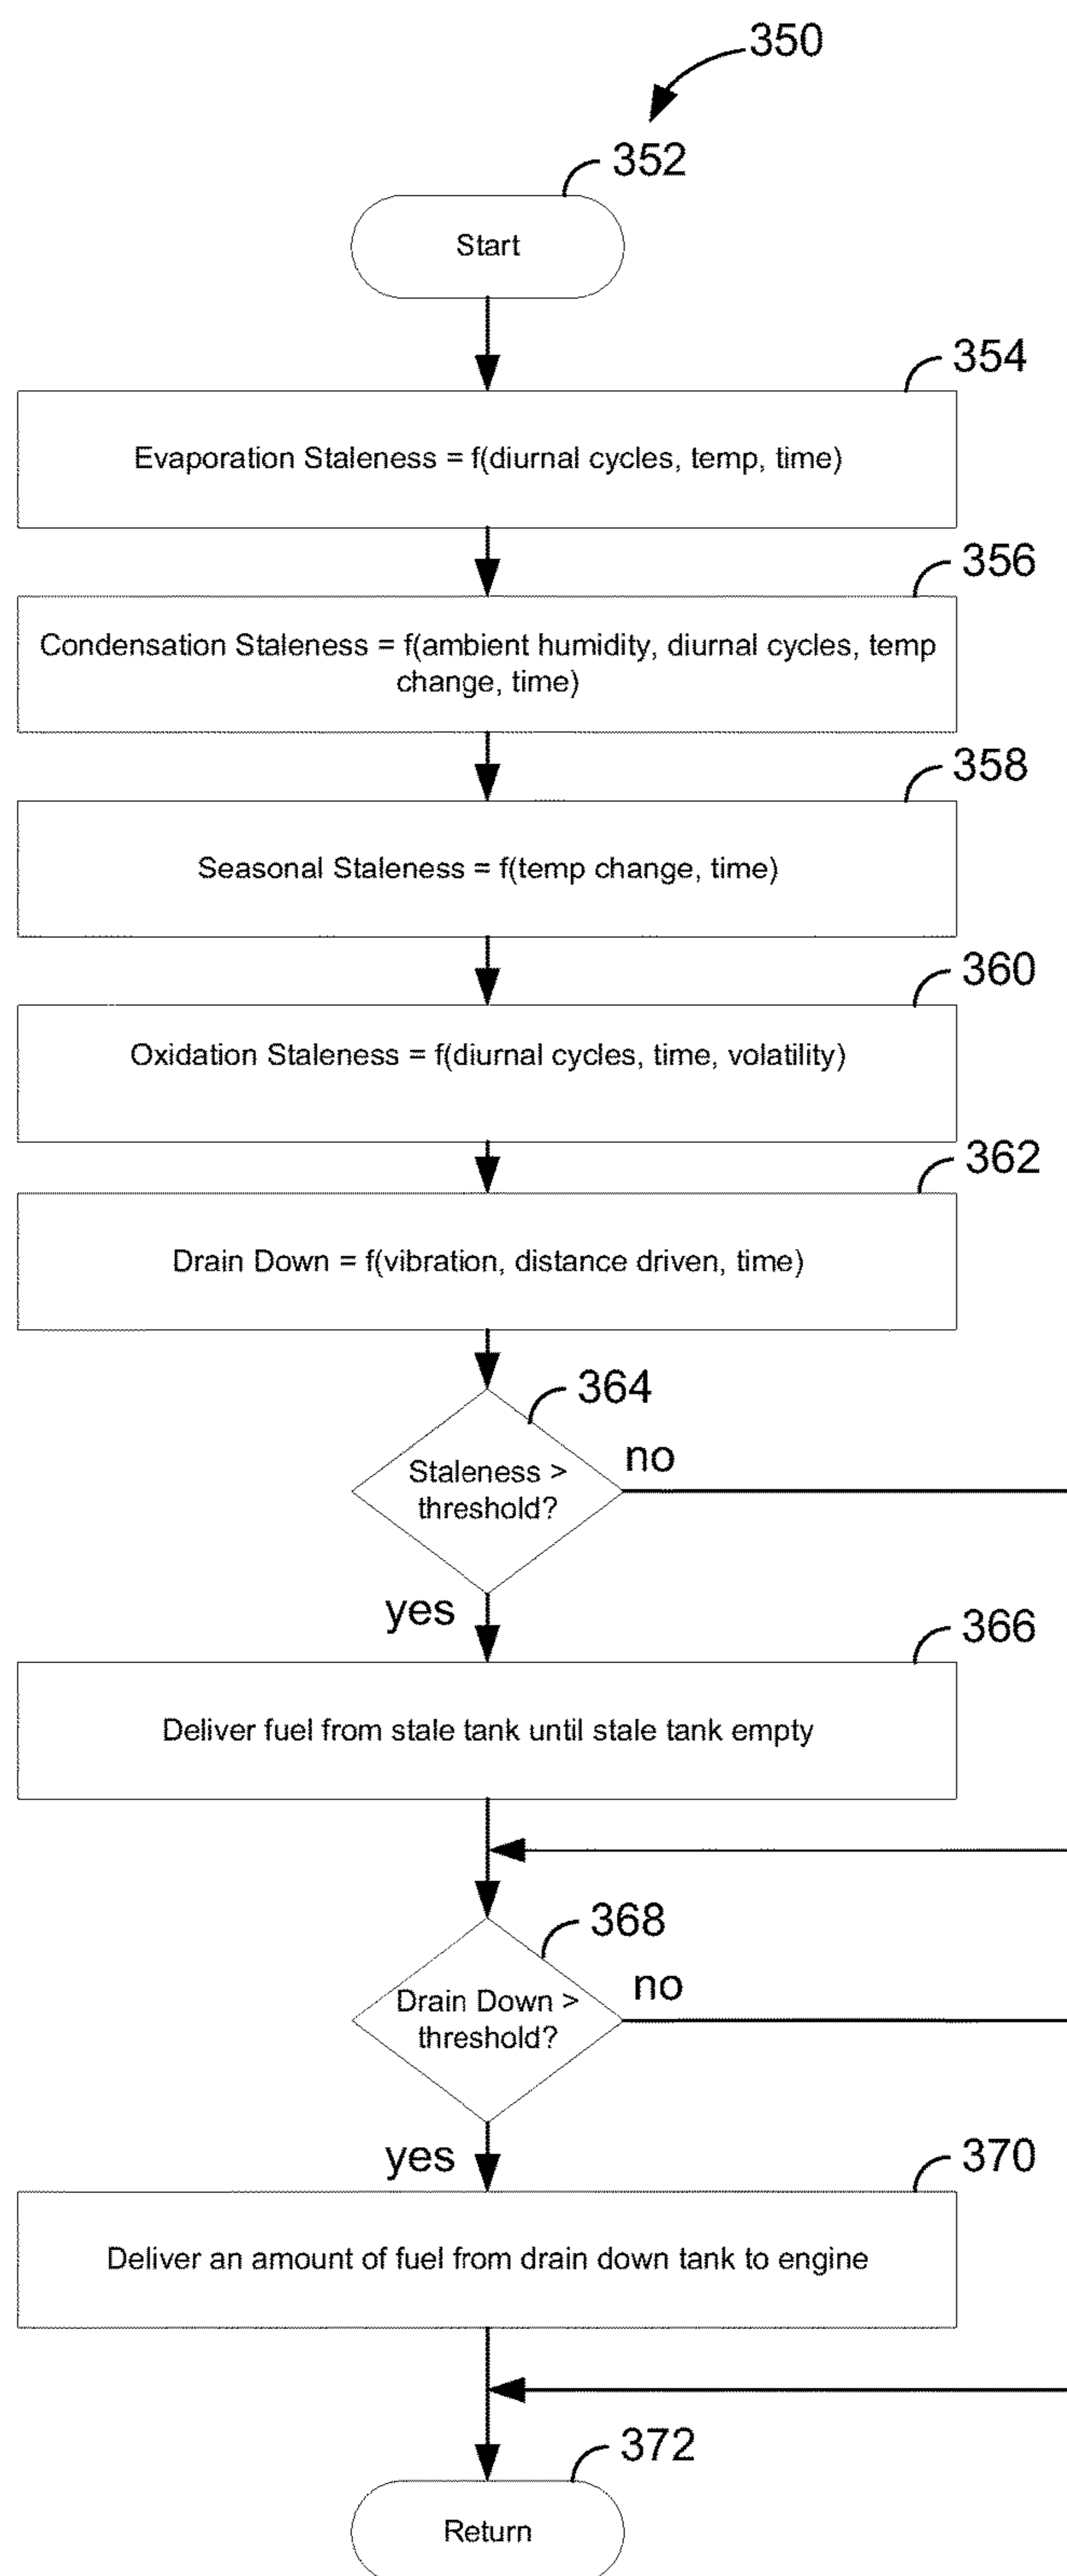 350
352
Start
354
Evaporation Staleness = f(diurnal cycles, temp, time)
356
Condensation Staleness = f(ambient humidity, diurnal cycles, temp
change, time)
358
Seasonal Staleness = f(temp change, time)
360
Oxidation Staleness = f(diurnal cycles, time, volatility)
362
Drain Down = f(vibration, distance driven, time)
364
Staleness >
threshold?
no
yes
366
Deliver fuel from stale tank until stale tank empty
368
Drain Down >
threshold?
no
yes
370
Deliver an amount of fuel from drain down tank to engine
372
Return